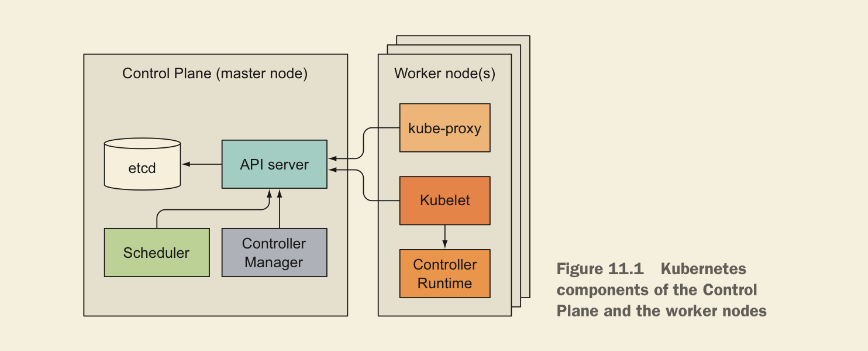 Control Plane (master node)
etcd
API server
Scheduler
Controller
Manager
Worker node(s)
kube-proxy
Kubelet
Controller
Runtime
Figure 11.1 Kubernetes
components of the Control
Plane and the worker nodes